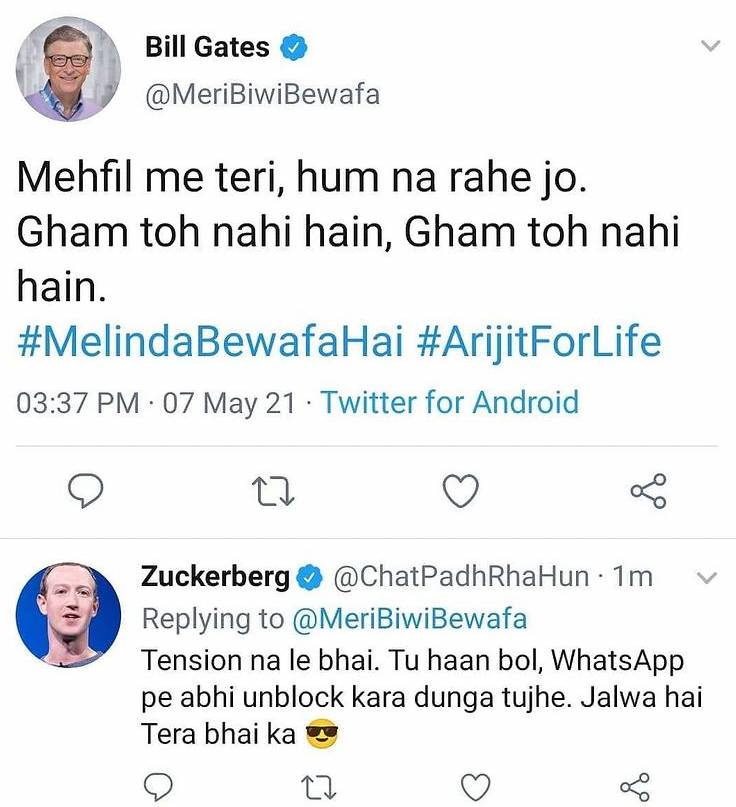 Bill Gates
@MeriBiwiBewafa
Mehfil me teri, hum na rahe jo.
Gham toh nahi hain, Gham toh nahi
hain.
#MelindaBewafaHai #ArijitForLife
03:37 PM · 07 May 21 · Twitter for Android
Zuckerberg @ChatPadhRhaHun · 1m
Replying to @MeriBiwiBewafa
Tension na le bhai. Tu haan bol, WhatsApp
pe abhi unblock kara dunga tujhe. Jalwa hai
Tera bhai ka 😎